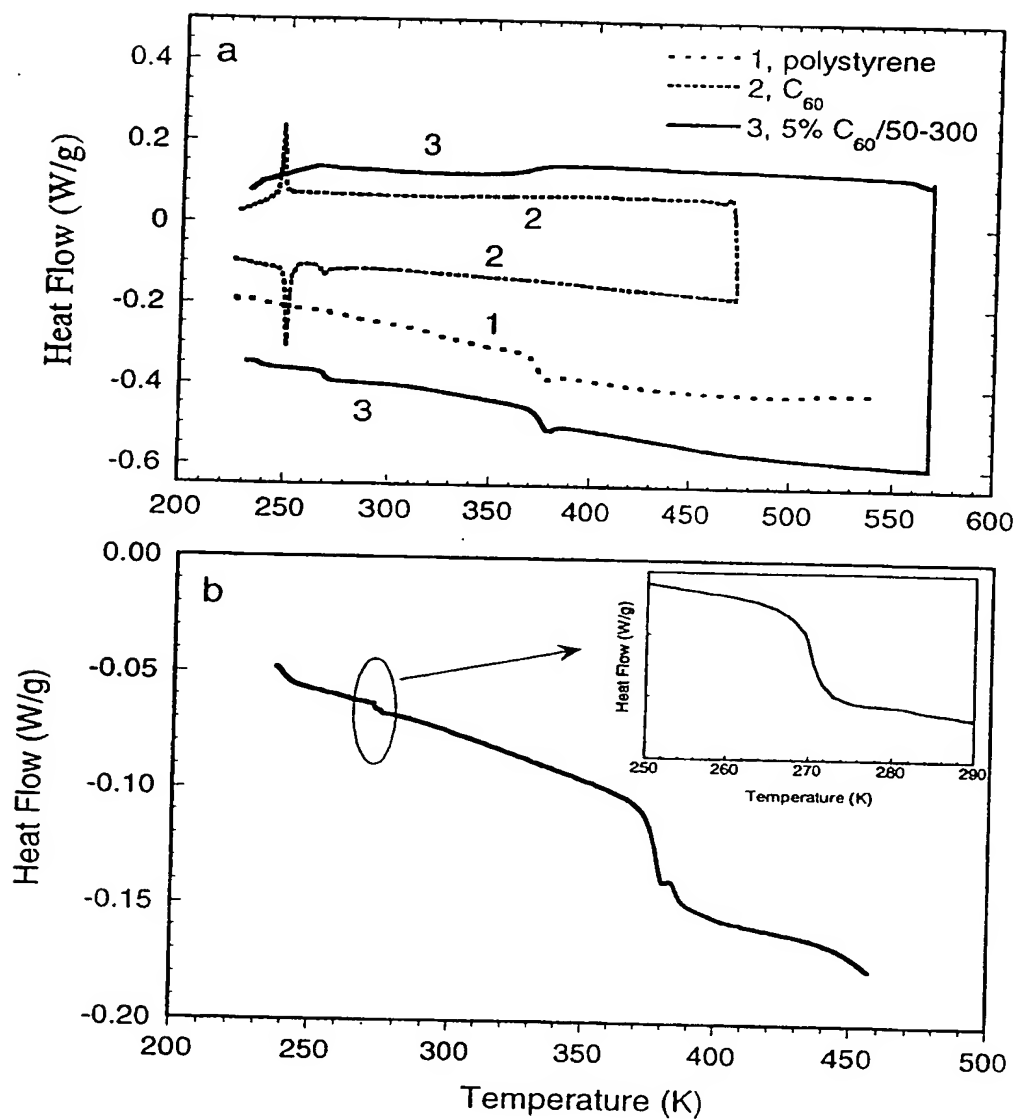 a
1, polystyrene
2, C₆₀
3, 5% C₆₀/50-300
0.4
0.2
0
-0.2
-0.4
-0.6
Heat Flow (W/g)
3
2
2
1
3
200 250 300 350 400 450 500 550 600
b
0.00
-0.05
-0.10
-0.15
-0.20
Heat Flow (W/g)
Heat Flow (W/g)
250 260 270 280 290
Temperature (K)
200 250 300 350 400 450 500
Temperature (K)